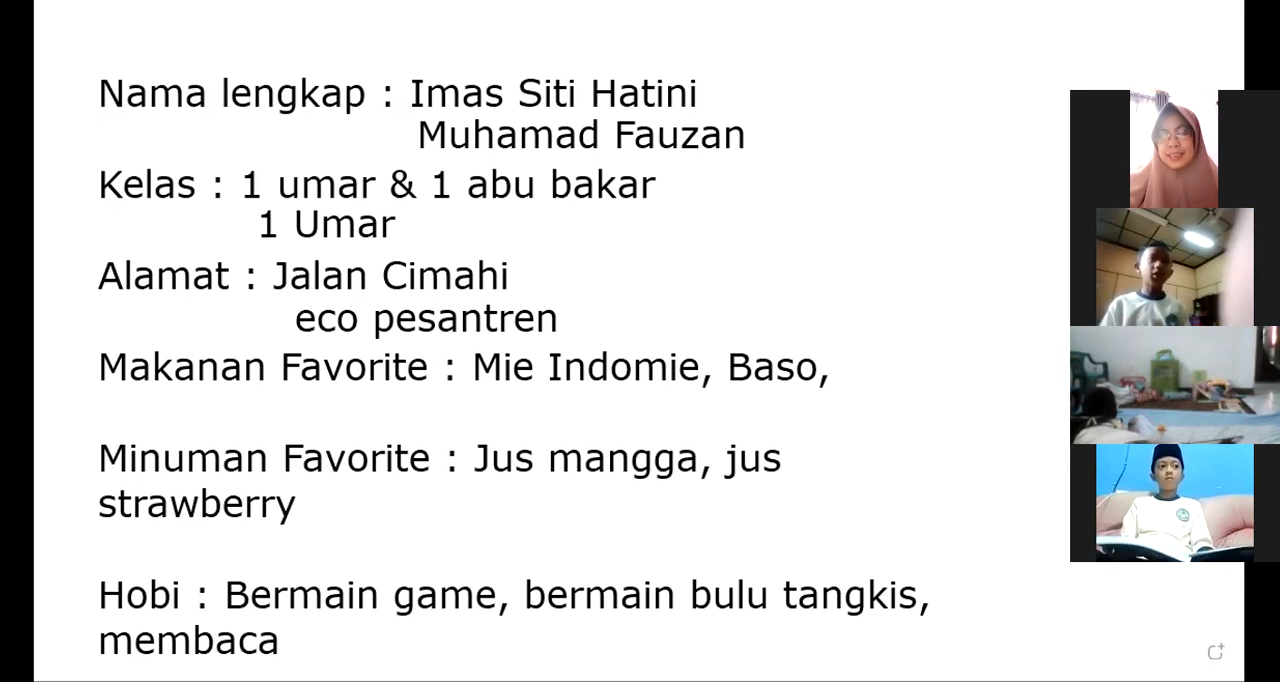 Nama lengkap : Imas Siti Hatini
Muhamad Fauzan
Kelas : 1 umar & 1 abu bakar
1 Umar
Alamat : Jalan Cimahi
eco pesantren
Makanan Favorite : Mie Indomie, Baso,
Minuman Favorite : Jus mangga, jus
strawberry
Hobi : Bermain game, bermain bulu tangkis,
membaca